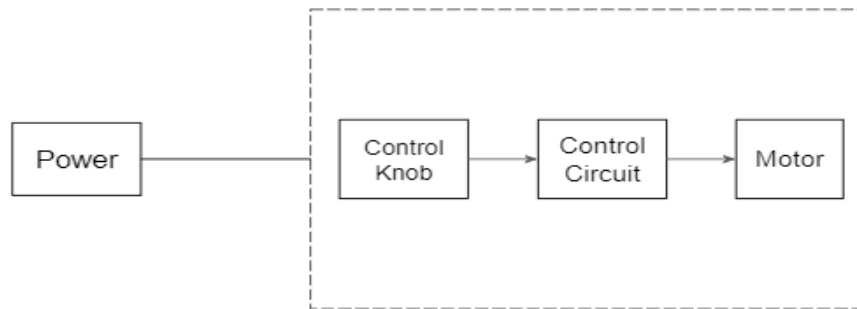 Power
Control
Knob
Control
Circuit
Motor